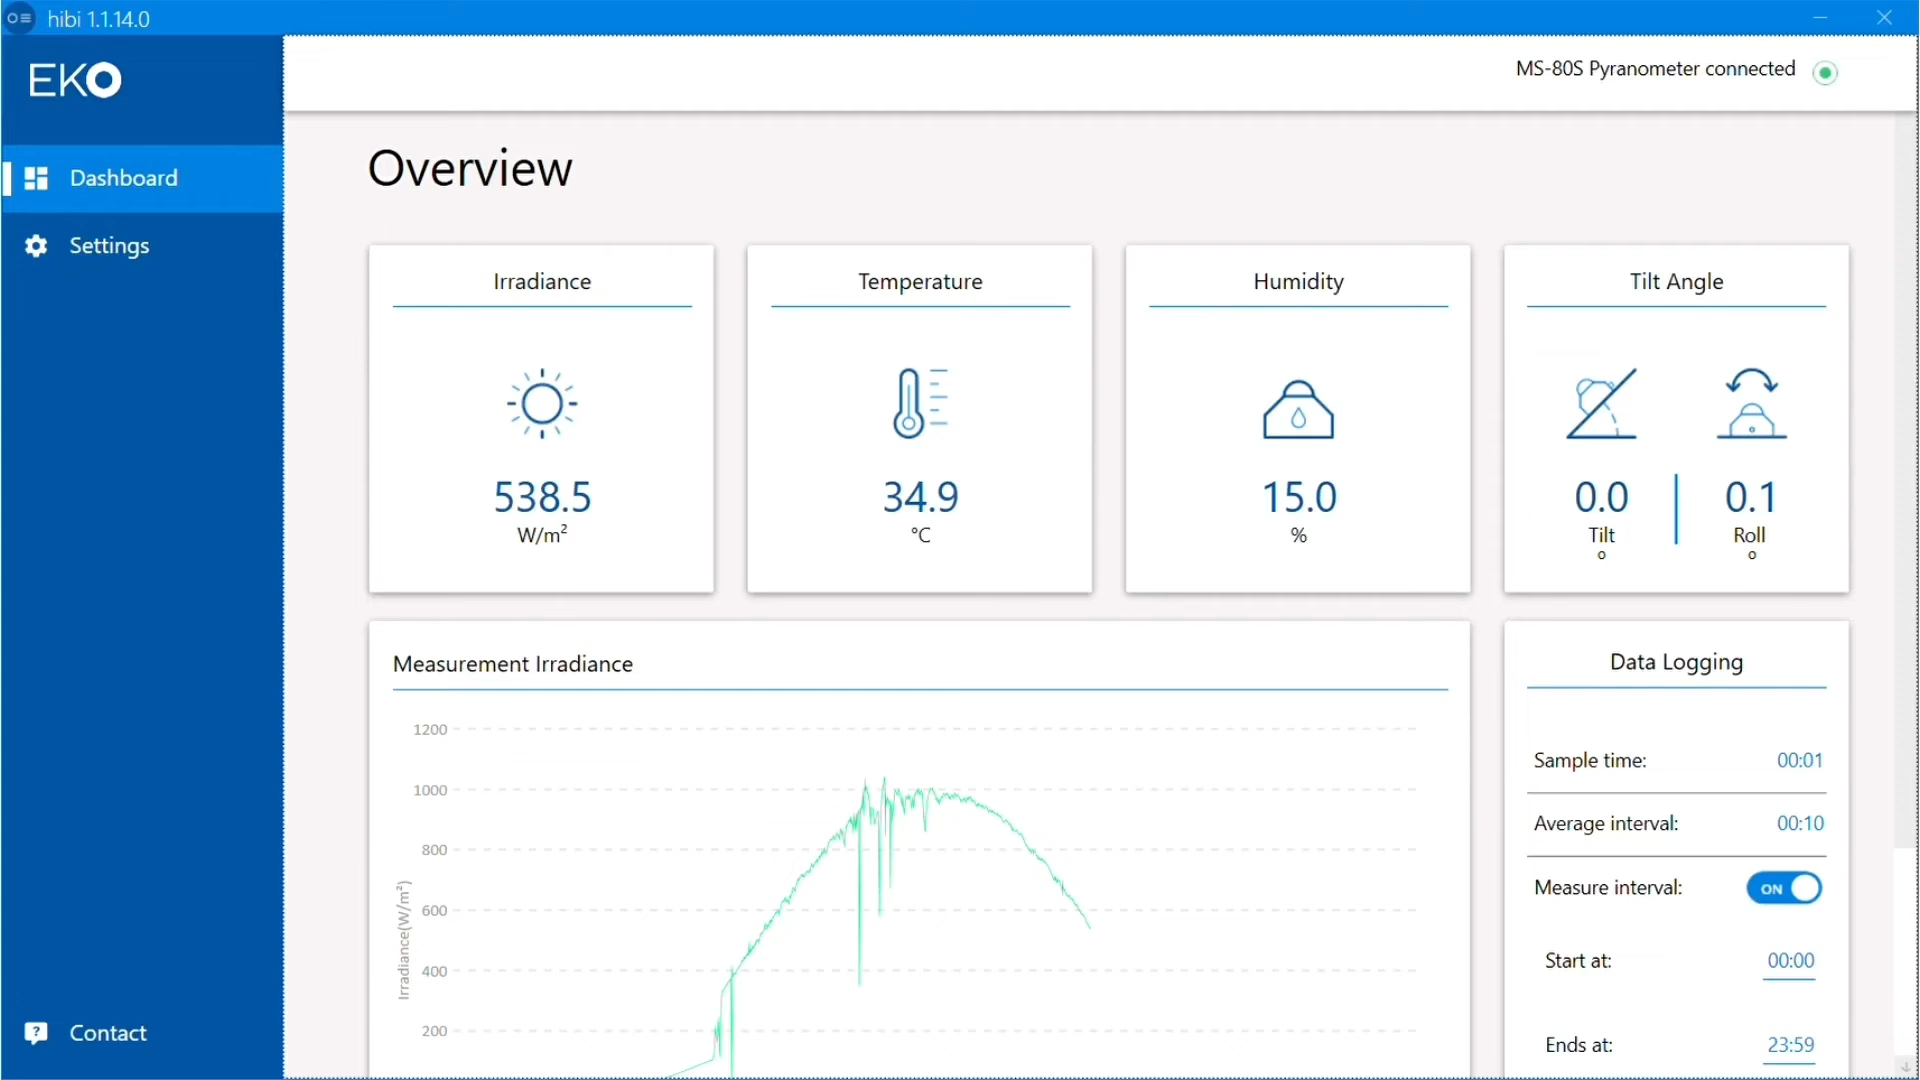 hibi 1.1.14.0
EKO
MS-80S Pyranometer connected
Dashboard
Settings
Contact
Overview
Irradiance
538.5
W/m²
Temperature
34.9
°C
Humidity
15.0
%
Tilt Angle
0.0
Tilt
°
0.1
Roll
°
Measurement Irradiance
Irradiance(W/m²)
1200
1000
800
600
400
200
Data Logging
Sample time: 00:01
Average interval: 00:10
Measure interval: ON
Start at: 00:00
Ends at: 23:59